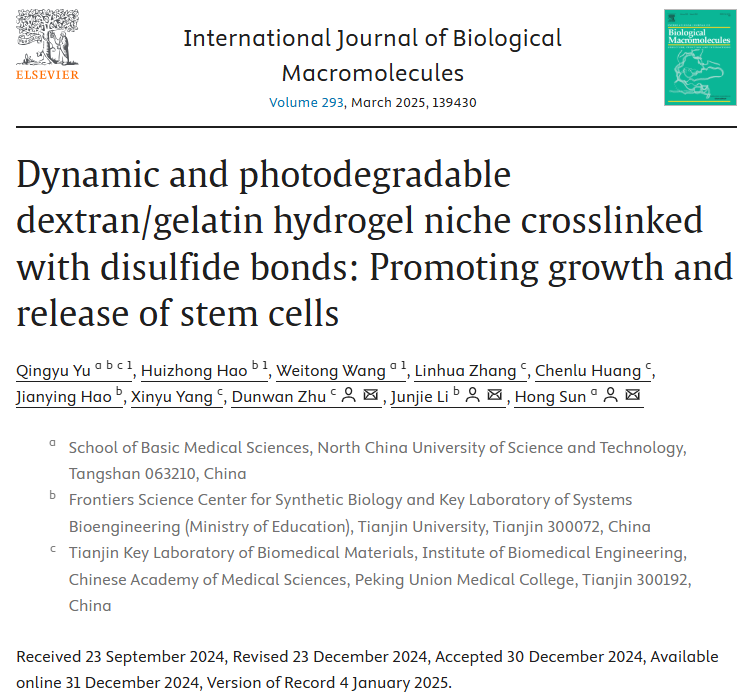 International Journal of Biological
Macromolecules
Volume 293, March 2025, 139430
ELSEVIER
Biological
Macromolecules
Dynamic and photodegradable
dextran/gelatin hydrogel niche crosslinked
with disulfide bonds: Promoting growth and
release of stem cells
Qingyu Yu a b c 1, Huizhong Hao b 1, Weitong Wang a 1, Linhua Zhang c, Chenlu Huang c,
Jianying Hao b, Xinyu Yang c, Dunwan Zhu c, Junjie Li b, Hong Sun a
a School of Basic Medical Sciences, North China University of Science and Technology,
Tangshan 063210, China
b Frontiers Science Center for Synthetic Biology and Key Laboratory of Systems
Bioengineering (Ministry of Education), Tianjin University, Tianjin 300072, China
c Tianjin Key Laboratory of Biomedical Materials, Institute of Biomedical Engineering,
Chinese Academy of Medical Sciences, Peking Union Medical College, Tianjin 300192,
China
Received 23 September 2024, Revised 23 December 2024, Accepted 30 December 2024, Available
online 31 December 2024, Version of Record 4 January 2025.